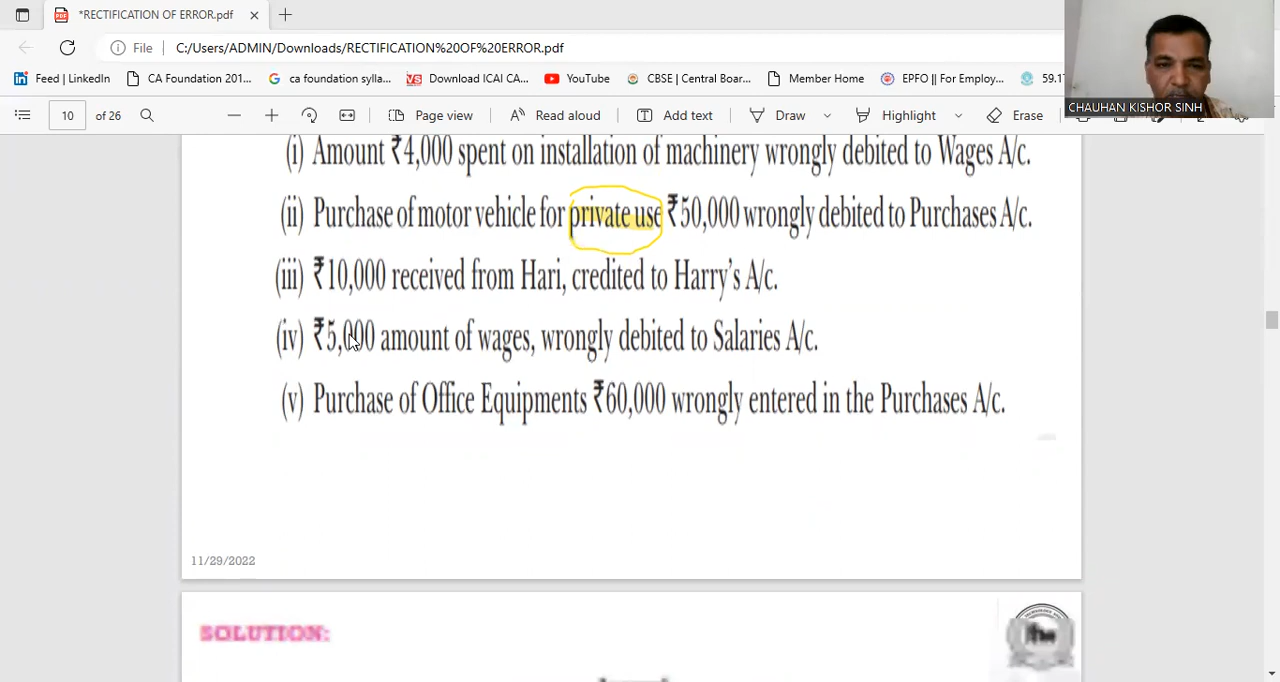 *RECTIFICATION OF ERROR.pdf
File C:/Users/ADMIN/Downloads/RECTIFICATION%20OF%20ERROR.pdf
Feed | LinkedIn CA Foundation 201... ca foundation sylla... Download ICAI CA... YouTube CBSE | Central Boar... Member Home EPFO || For Employ... 59.1
CHAUHAN KISHOR SINH
10 of 26 Page view Read aloud Add text Draw Highlight Erase
(i) Amount ₹4,000 spent on installation of machinery wrongly debited to Wages A/c.
(ii) Purchase of motor vehicle for private use ₹50,000 wrongly debited to Purchases A/c.
(iii) ₹10,000 received from Hari, credited to Harry's A/c.
(iv) ₹5,000 amount of wages, wrongly debited to Salaries A/c.
(v) Purchase of Office Equipments ₹60,000 wrongly entered in the Purchases A/c.
11/29/2022
SOLUTION: